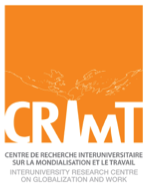 CRIMT
CENTRE DE RECHERCHE INTERUNIVERSITAIRE
SUR LA MONDIALISATION ET LE TRAVAIL
INTERUNIVERSITY RESEARCH CENTRE
ON GLOBALIZATION AND WORK